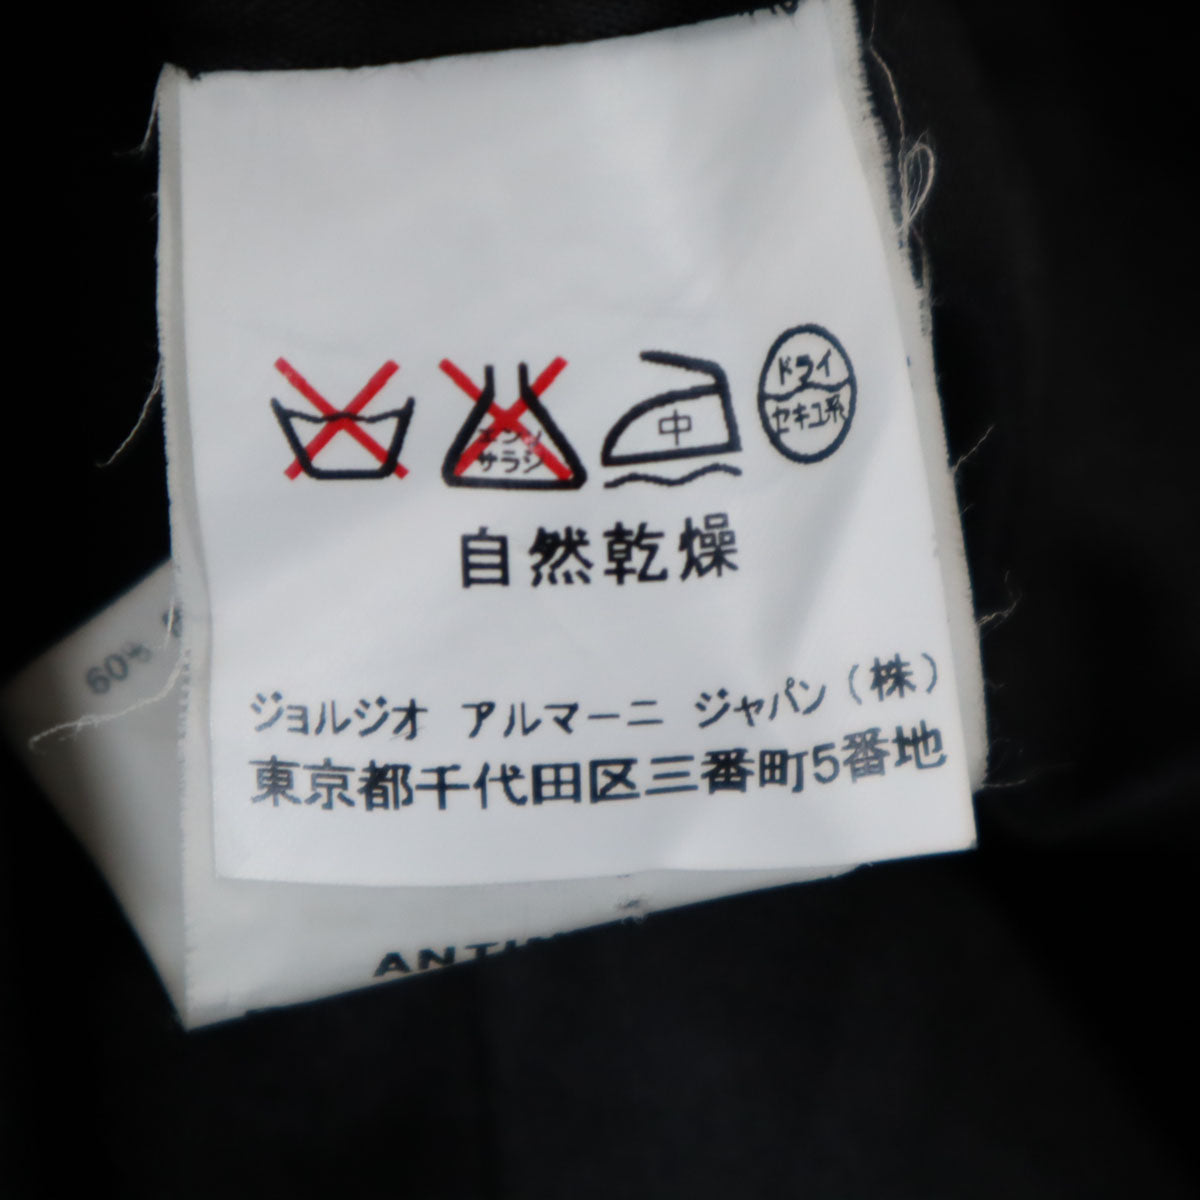 エンソ
サラシ
中
ドライ
セキユ系
自然乾燥
60%
ジョルジオ アルマーニ ジャパン（株）
東京都千代田区三番町5番地